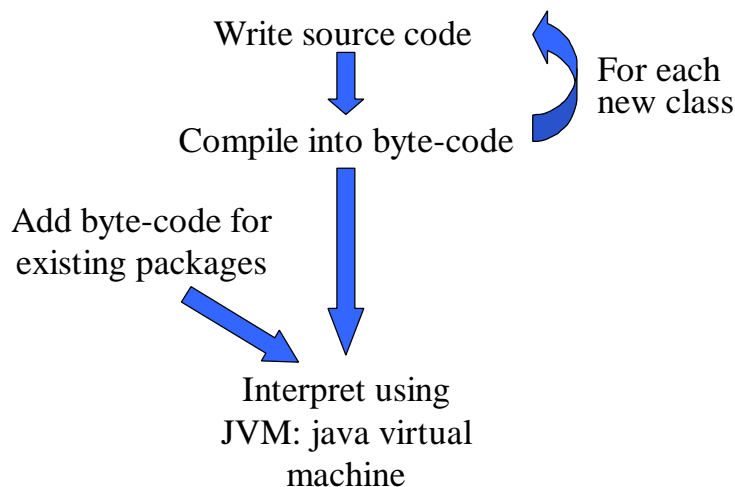 Write source code
For each
new class
Compile into byte-code
Add byte-code for
existing packages
Interpret using
JVM: java virtual
machine